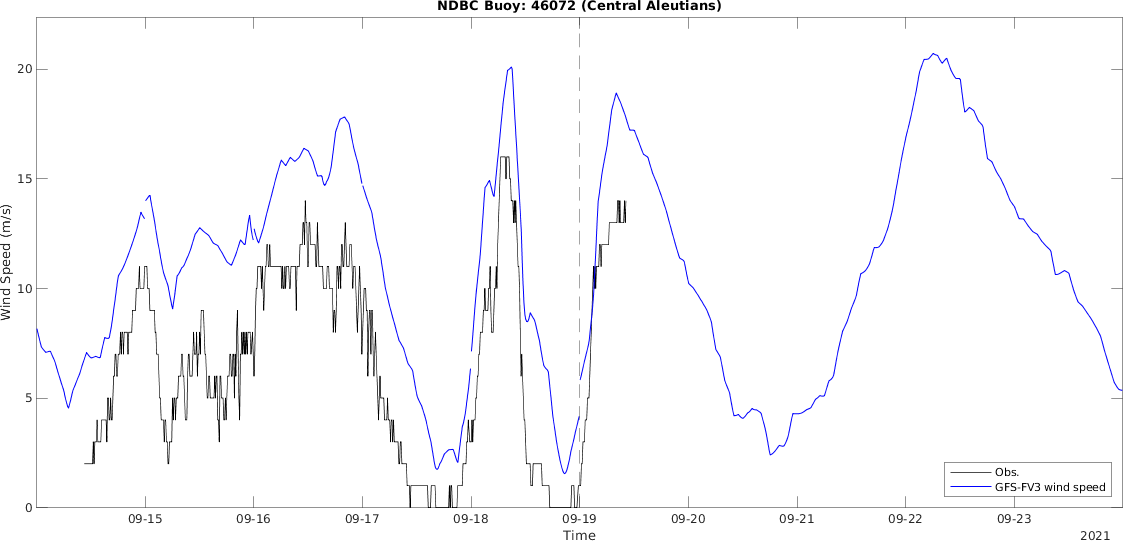 NDBC Buoy: 46072 (Central Aleutians)
Wind Speed (m/s)
20
15
10
5
0
09-15 09-16 09-17 09-18 09-19 09-20 09-21 09-22 09-23
Time
2021
Obs.
GFS-FV3 wind speed